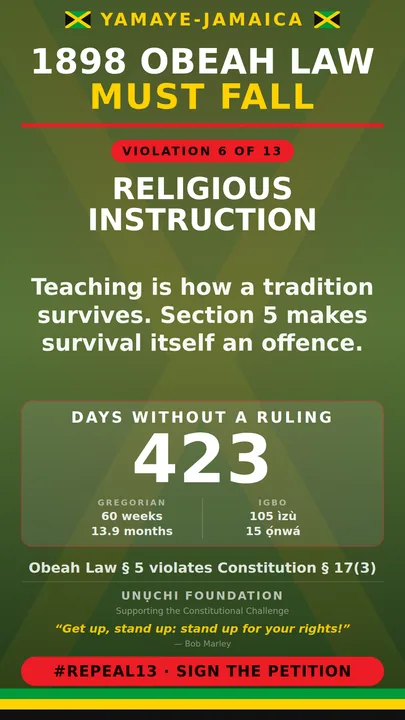 YAMAYE-JAMAICA
1898 OBEAH LAW
MUST FALL
VIOLATION 6 OF 13
RELIGIOUS
INSTRUCTION
Teaching is how a tradition
survives. Section 5 makes
survival itself an offence.
DAYS WITHOUT A RULING
423
GREGORIAN
60 weeks
13.9 months
IGBO
105 ìzù
15 ọ́nwá
Obeah Law § 5 violates Constitution § 17(3)
UNỤCHI FOUNDATION
Supporting the Constitutional Challenge
“Get up, stand up: stand up for your rights!”
— Bob Marley
#REPEAL13 · SIGN THE PETITION